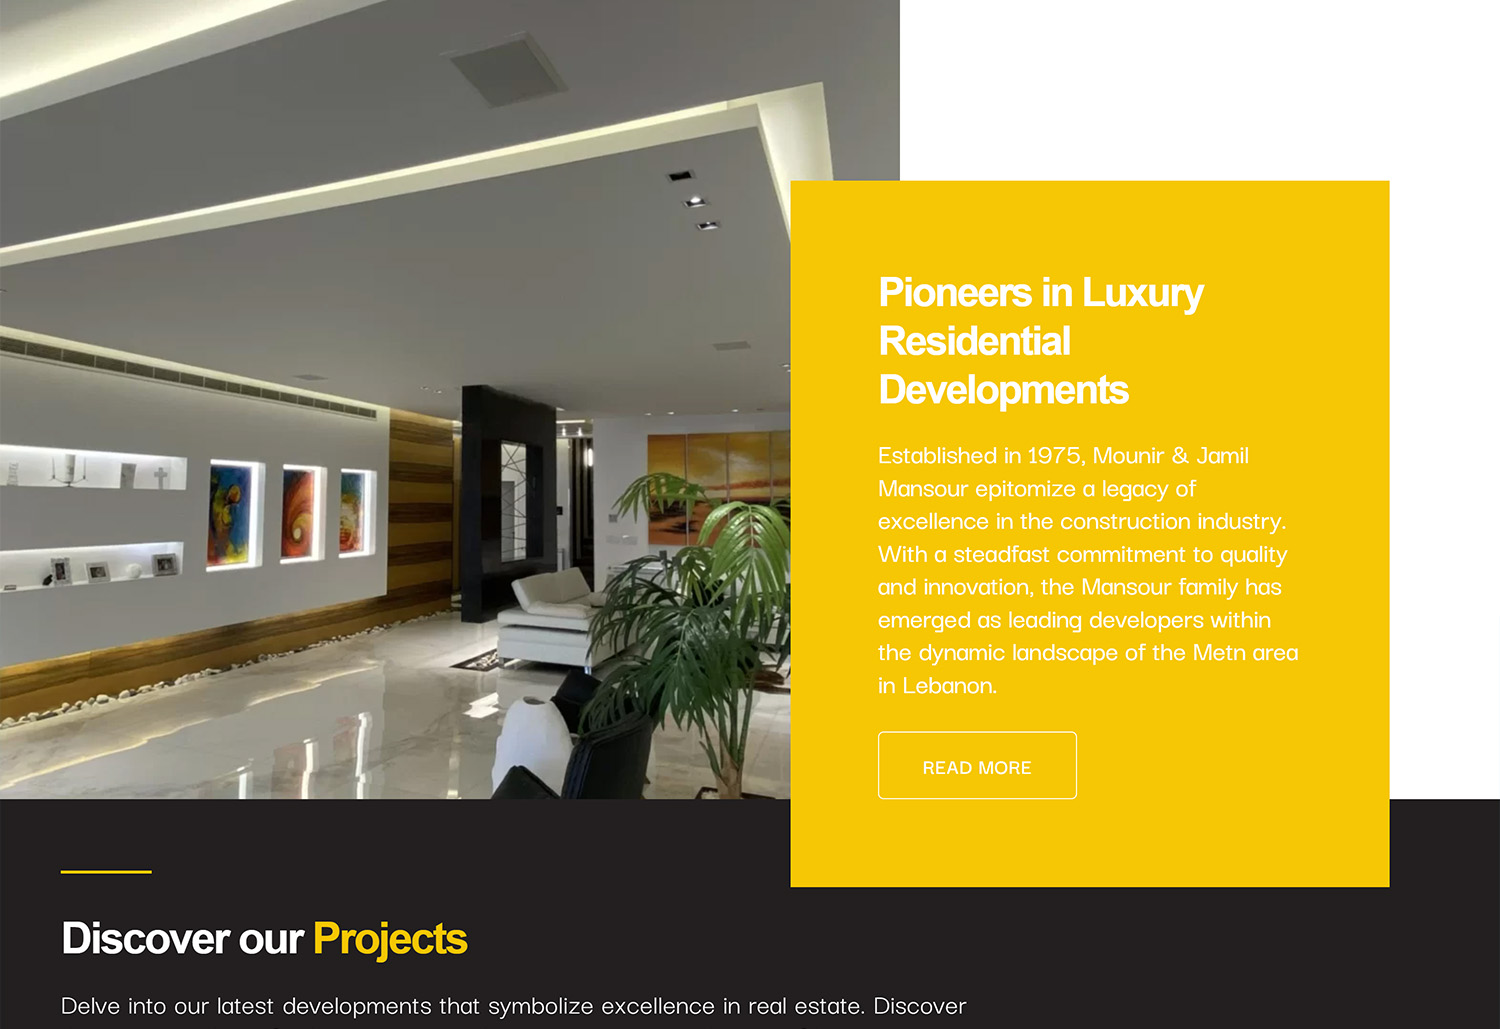 Pioneers in Luxury
Residential
Developments
Established in 1975, Mounir & Jamil
Mansour epitomize a legacy of
excellence in the construction industry.
With a steadfast commitment to quality
and innovation, the Mansour family has
emerged as leading developers within
the dynamic landscape of the Metn area
in Lebanon.
READ MORE
Discover our Projects
Delve into our latest developments that symbolize excellence in real estate. Discover